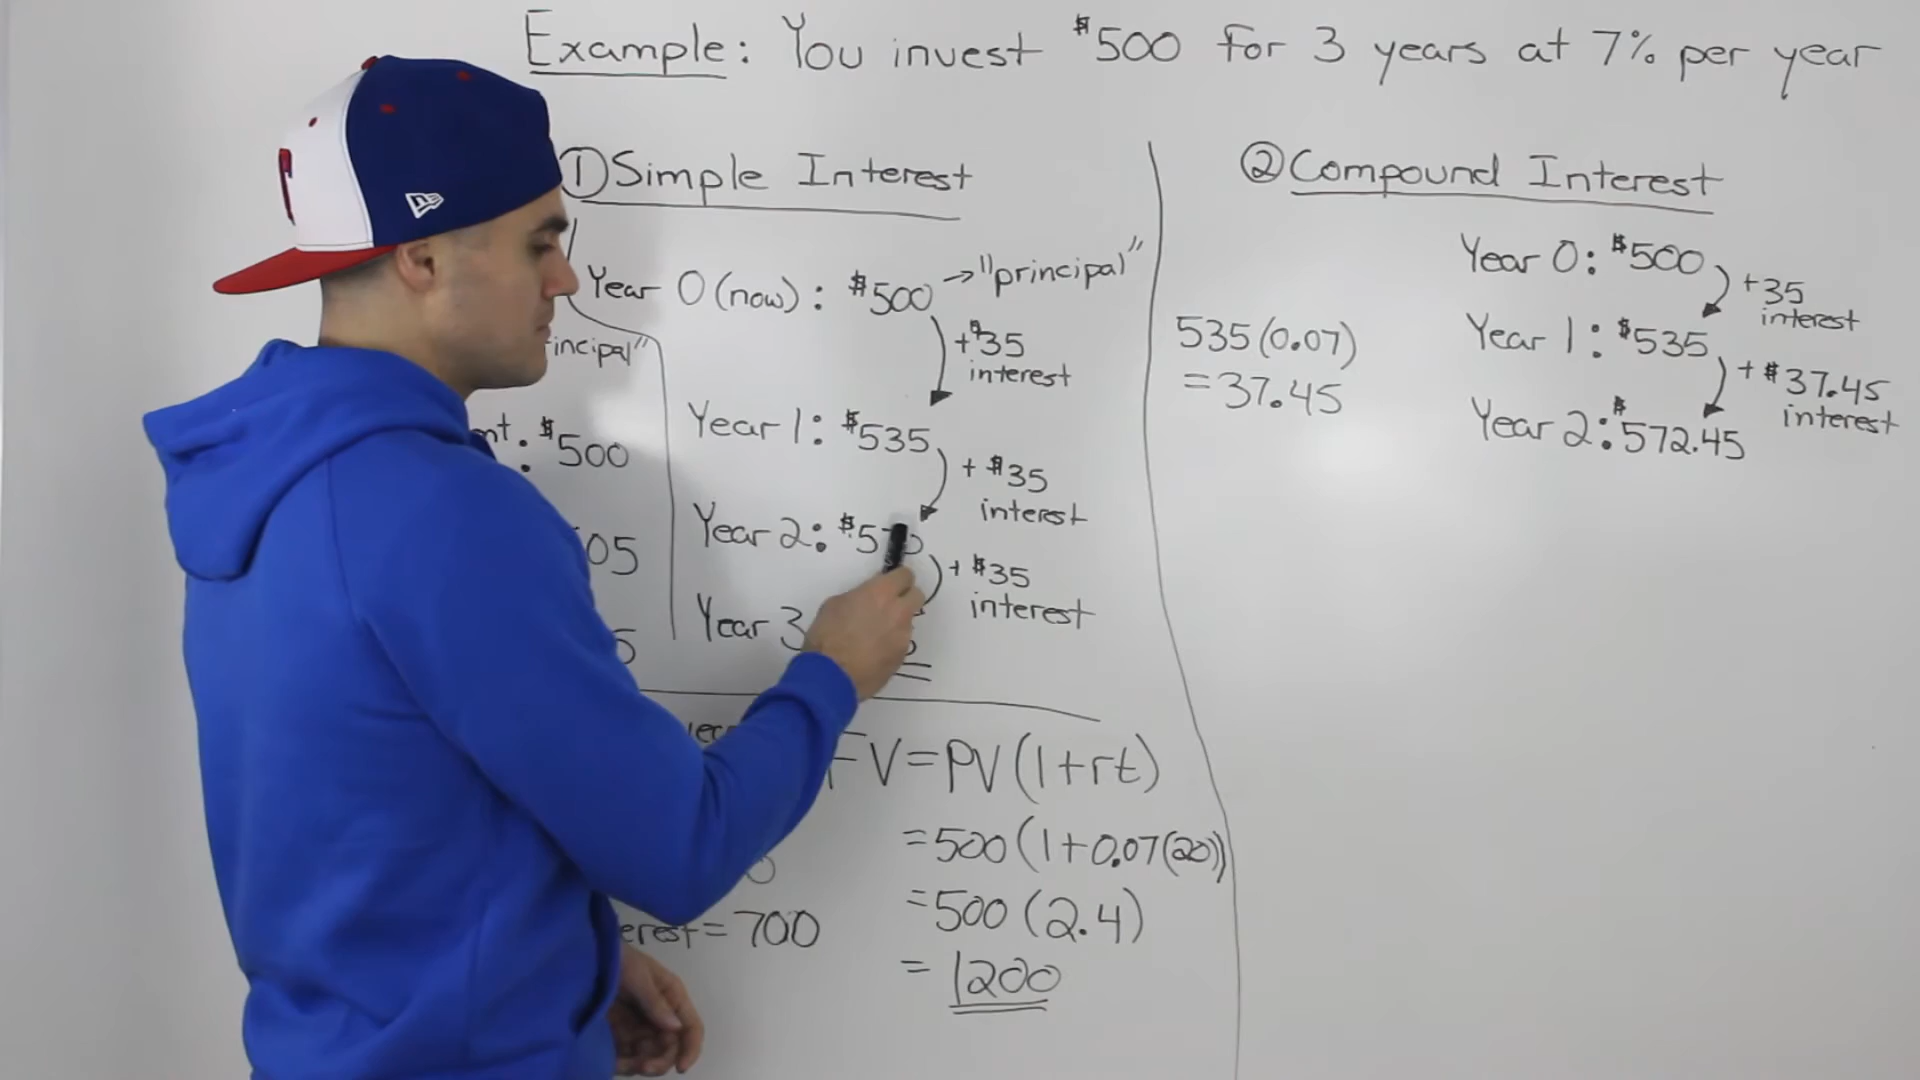 Example: You invest $500 for 3 years at 7% per year
① Simple Interest
Year 0 (now): $500 → "principal"
+$35
interest
Year 1: $535
+ $35
interest
Year 2:
+ $35
interest
Year 3
$500
05
FV=PV(1+rt)
=500(1+0.07(20))
=500(2.4)
=1200
= 700
② Compound Interest
Year 0: $500
+35
interest
535(0.07)
=37.45
Year 1: $535
+ $37.45
interest
Year 2: $572.45